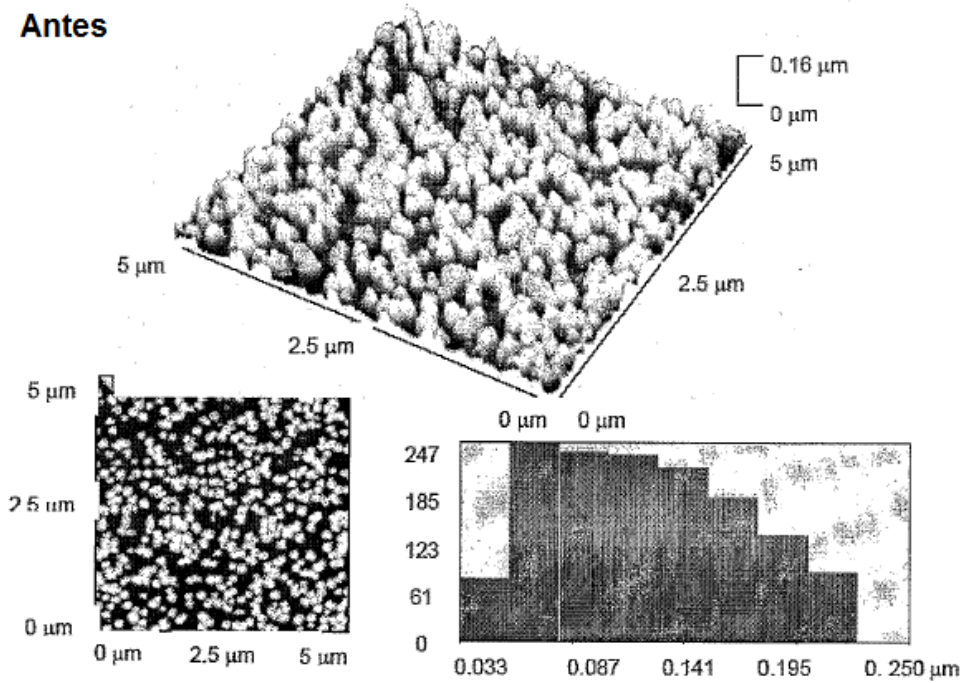 Antes
0.16 µm
0 µm
5 µm
5 µm
2.5 µm
2.5 µm
0 µm 0 µm
5 µm
2 5 µm
0 µm
0 µm 2.5 µm 5 µm
247
185
123
61
0
0.033 0.087 0.141 0.195 0. 250 µm